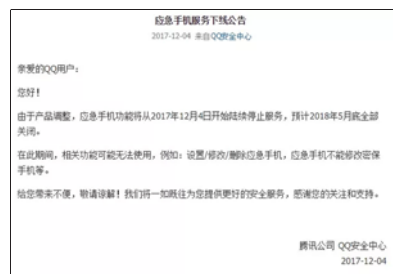 应急手机服务下线公告
2017-12-04 来自QQ安全中心
亲爱的QQ用户：
您好！
由于产品调整，应急手机功能将从2017年12月4日开始陆续停止服务，预计2018年5月底全部
关闭。
在此期间，相关功能可能无法使用，例如：设置/修改/删除应急手机，应急手机不能修改密保
手机等。
给您带来不便，敬请谅解！我们将一如既往为您提供更好的安全服务，感谢您的关注和支持。
腾讯公司 QQ安全中心
2017-12-04